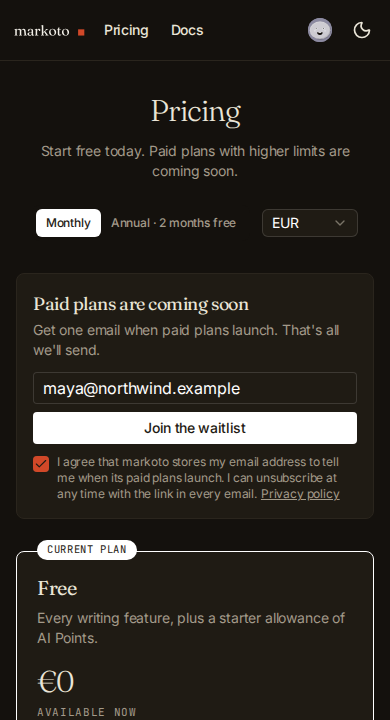 markoto
Pricing
Docs
Pricing
Start free today. Paid plans with higher limits are
coming soon.
Monthly
Annual · 2 months free
EUR
Paid plans are coming soon
Get one email when paid plans launch. That's all
we'll send.
maya@northwind.example
Join the waitlist
I agree that markoto stores my email address to tell
me when its paid plans launch. I can unsubscribe at
any time with the link in every email. Privacy policy
CURRENT PLAN
Free
Every writing feature, plus a starter allowance of
AI Points.
€0
AVAILABLE NOW